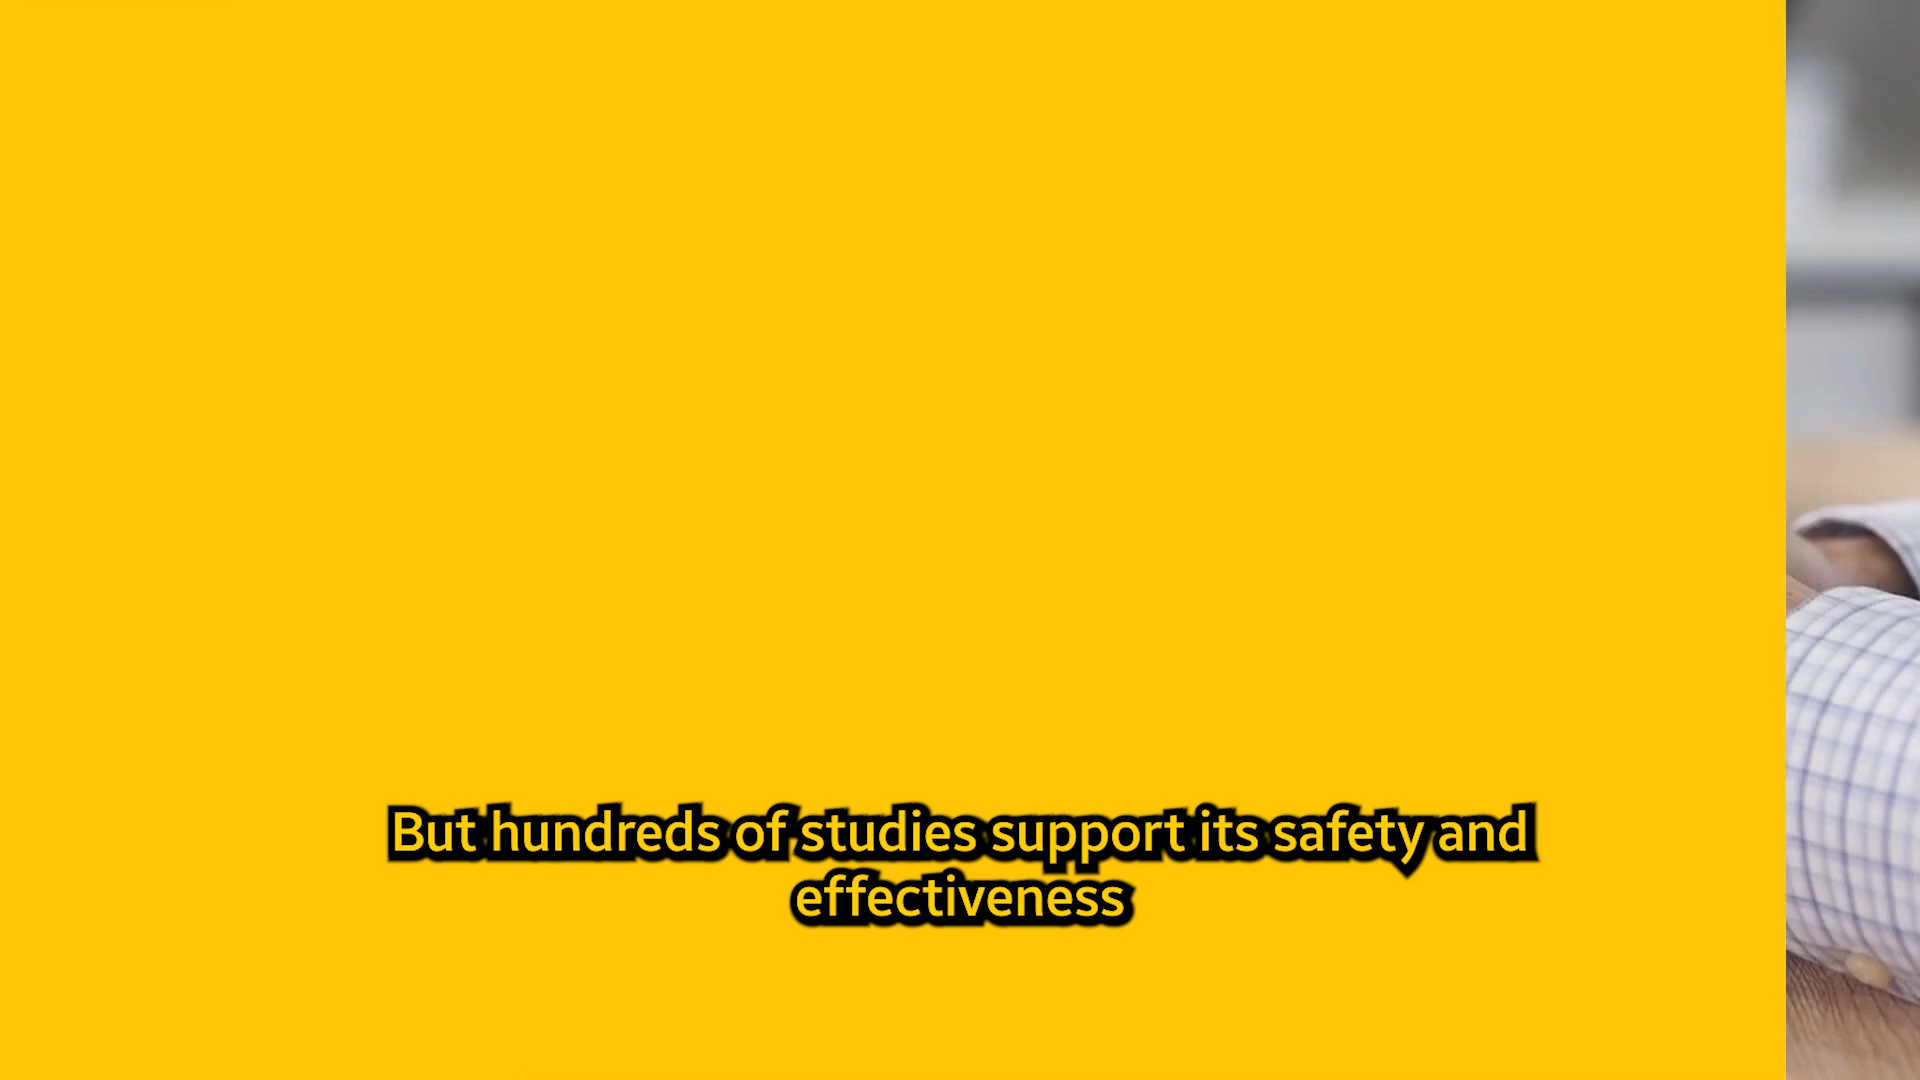 But hundreds of studies support its safety and
effectiveness